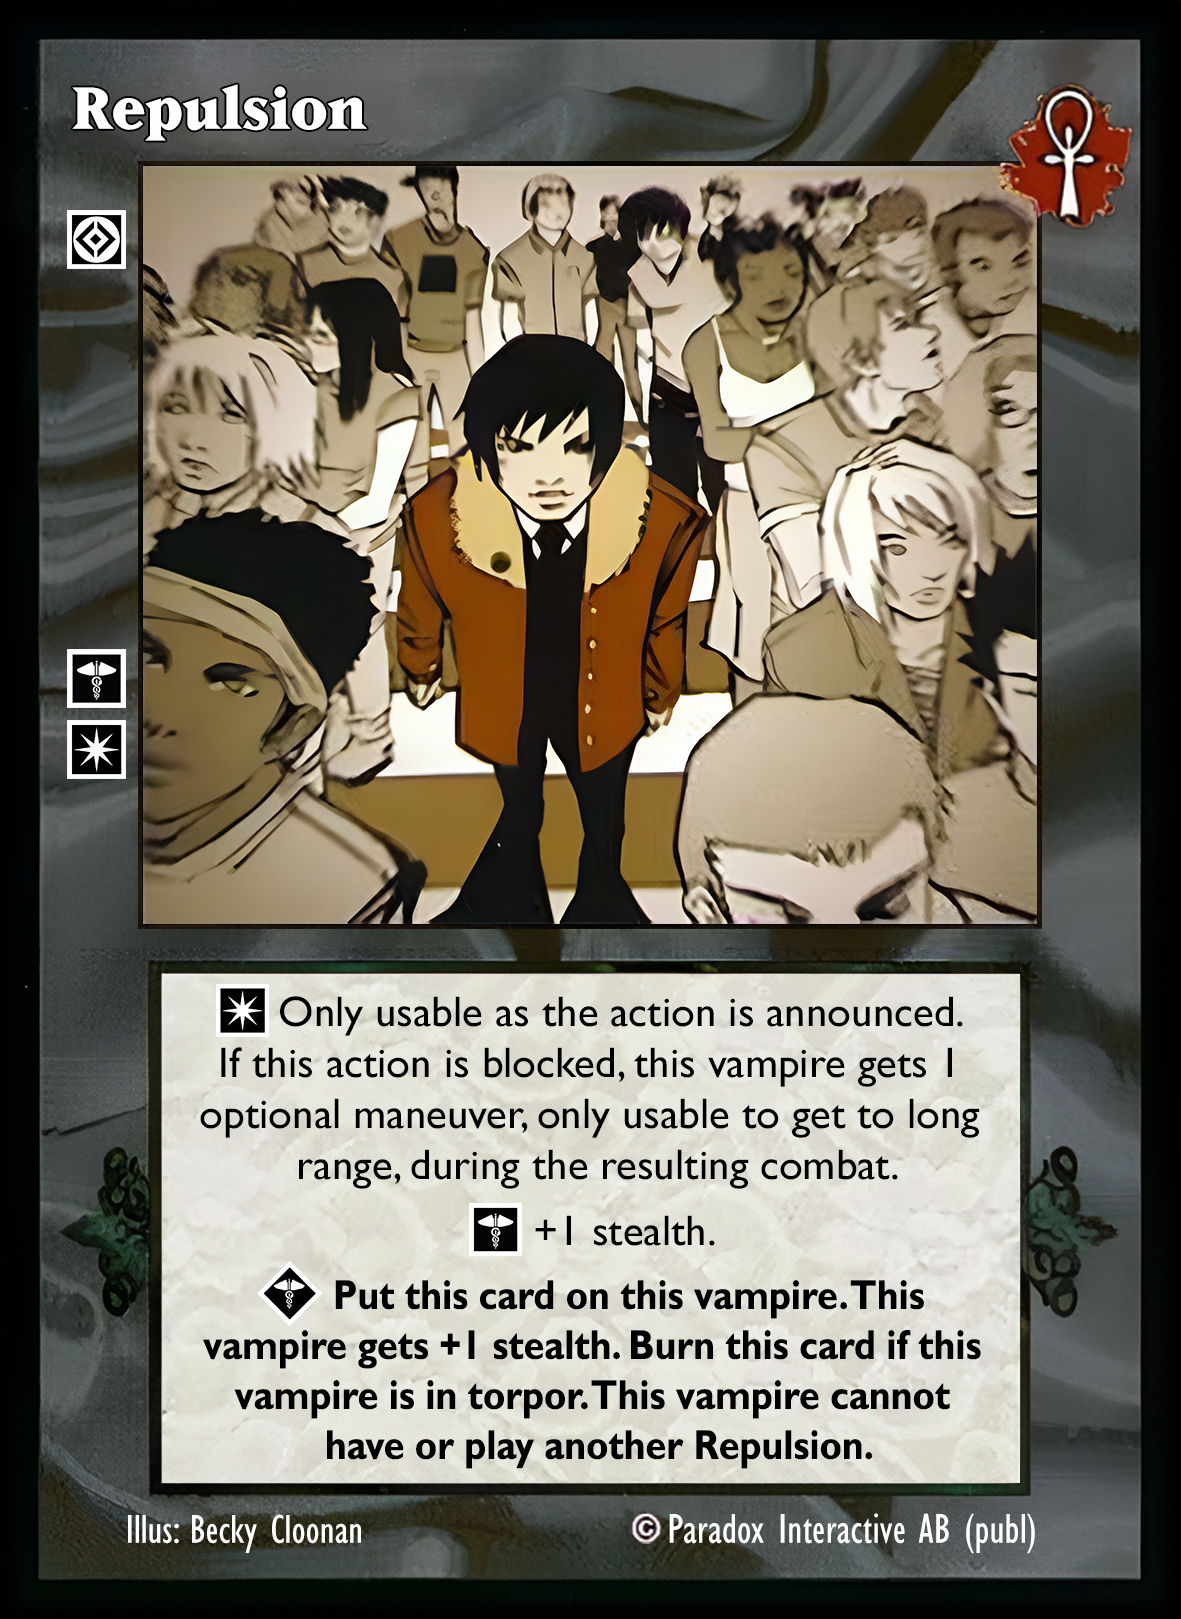 Repulsion
Only usable as the action is announced.
If this action is blocked, this vampire gets 1
optional maneuver, only usable to get to long
range, during the resulting combat.
+1 stealth.
Put this card on this vampire. This
vampire gets +1 stealth. Burn this card if this
vampire is in torpor. This vampire cannot
have or play another Repulsion.
Illus: Becky Cloonan
© Paradox Interactive AB (publ)